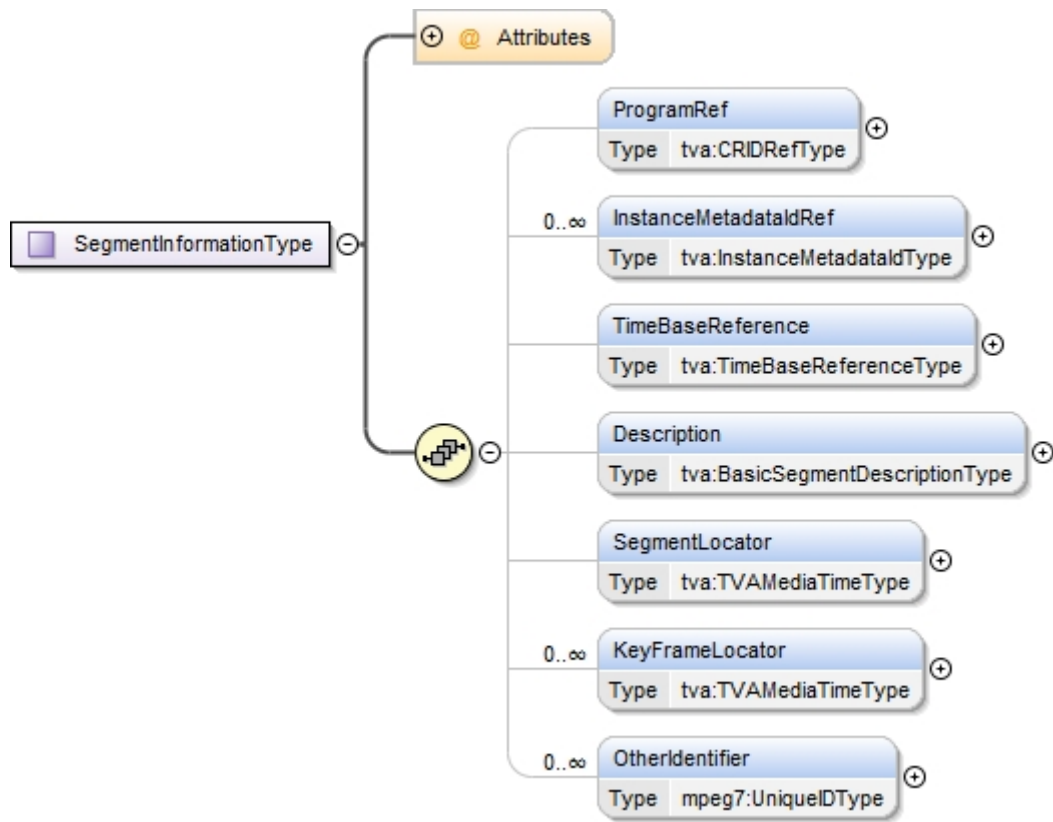 @ Attributes
ProgramRef
Type tva:CRIDRefType
0..∞ InstanceMetadataIdRef
Type tva:InstanceMetadataIdType
SegmentInformationType
TimeBaseReference
Type tva:TimeBaseReferenceType
Description
Type tva:BasicSegmentDescriptionType
SegmentLocator
Type tva:TVAMediaTimeType
0..∞ KeyFrameLocator
Type tva:TVAMediaTimeType
0..∞ OtherIdentifier
Type mpeg7:UniqueIDType